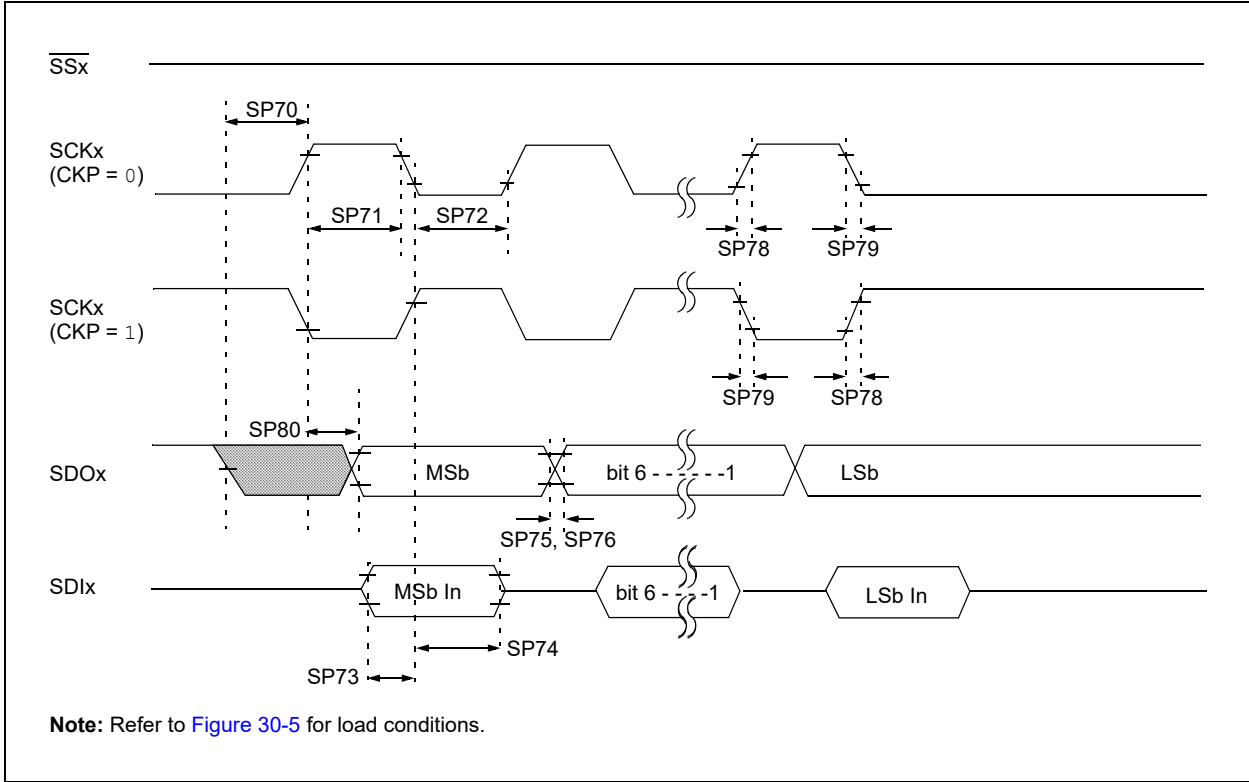 SSx
SP70
SCKx
(CKP = 0)
SP71
SP72
SP78
SP79
SCKx
(CKP = 1)
SP79
SP78
SP80
SDOx
MSb
bit 6 - - - - - -1
LSb
SP75, SP76
SDIx
MSb In
bit 6 - - - - -1
LSb In
SP74
SP73
Note: Refer to Figure 30-5 for load conditions.